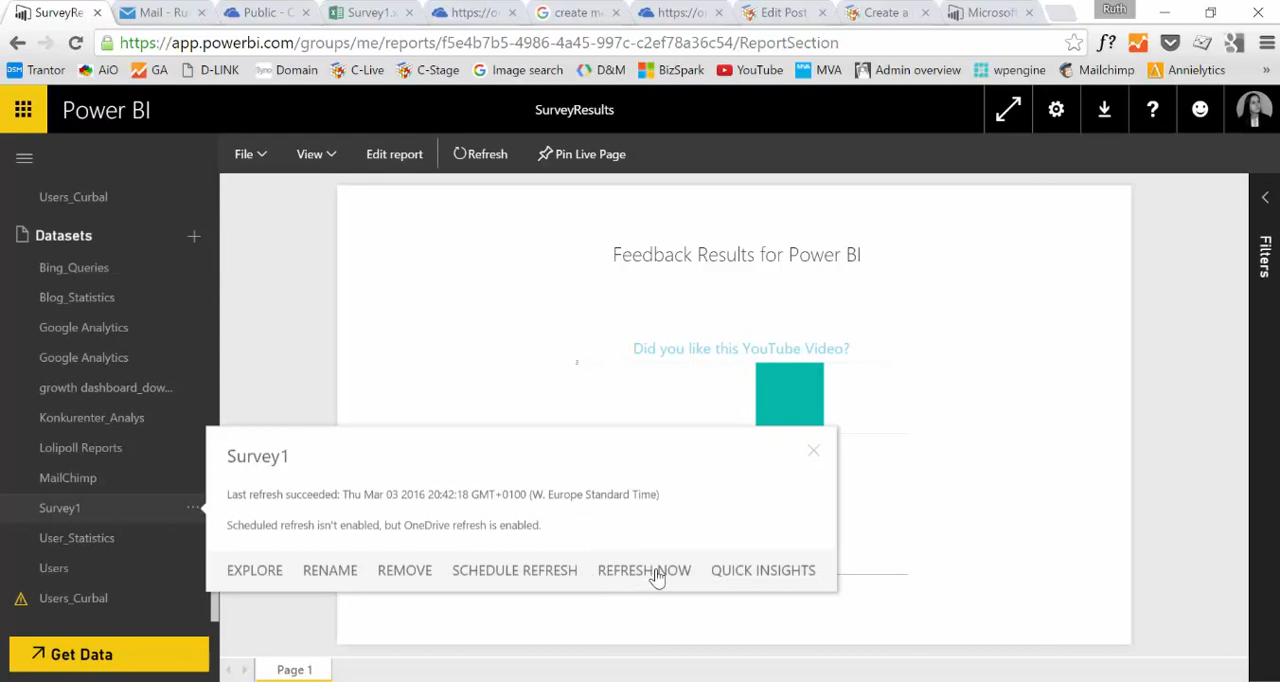 SurveyRe
Mail - Ru
Public - C
Survey1.x
https://o
create m
https://o
Edit Post
Create a
Microsof
Ruth
https://app.powerbi.com/groups/me/reports/f5e4b7b5-4986-4a45-997c-c2ef78a36c54/ReportSection
f?
Trantor
AiO
GA
D-LINK
Domain
C-Live
C-Stage
Image search
D&M
BizSpark
YouTube
MVA
Admin overview
wpengine
Mailchimp
Annielytics
»
Power BI
SurveyResults
?
File
View
Edit report
Refresh
Pin Live Page
Users_Curbal
Datasets
Bing_Queries
Blog_Statistics
Google Analytics
Google Analytics
growth dashboard_dow...
Konkurenter_Analys
Lolipoll Reports
MailChimp
Survey1
...
User_Statistics
Users
Users_Curbal
Get Data
Feedback Results for Power BI
Did you like this YouTube Video?
2
Survey1
Last refresh succeeded: Thu Mar 03 2016 20:42:18 GMT+0100 (W. Europe Standard Time)
Scheduled refresh isn't enabled, but OneDrive refresh is enabled.
EXPLORE
RENAME
REMOVE
SCHEDULE REFRESH
REFRESH NOW
QUICK INSIGHTS
Page 1
Filters